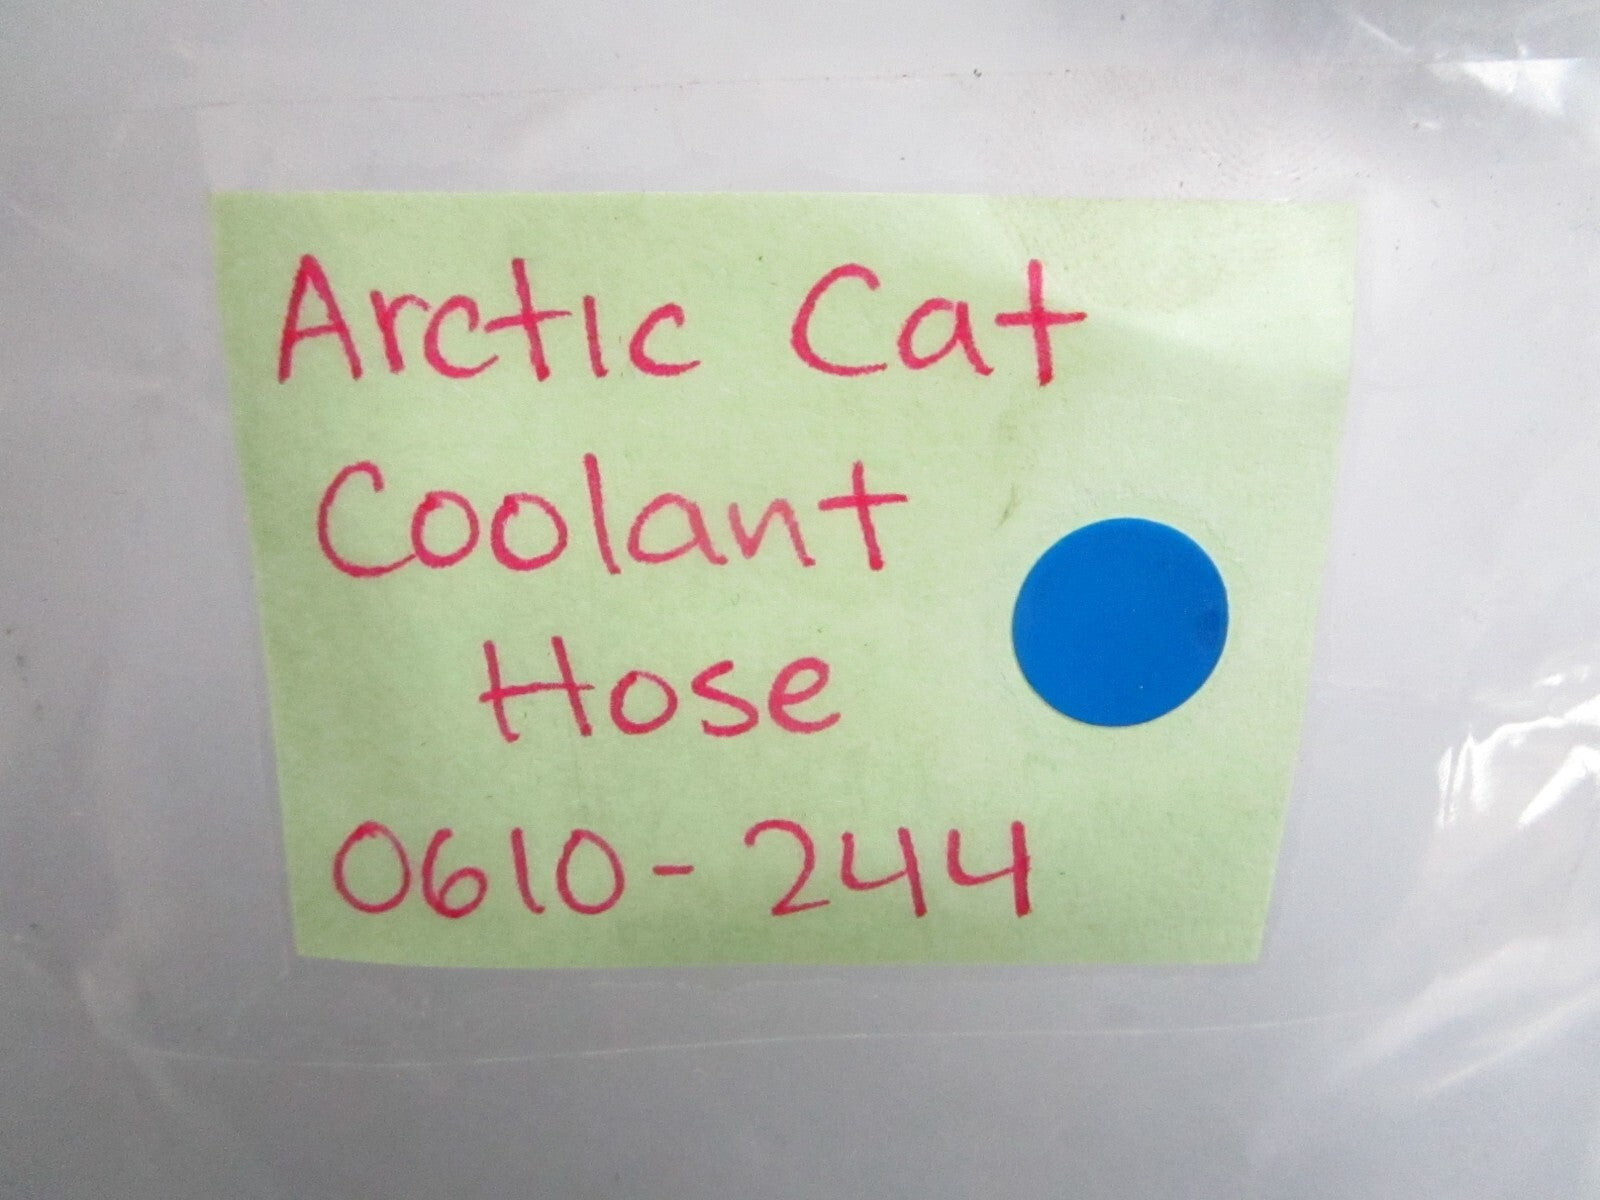 Arctic Cat
Coolant
Hose
0610-244